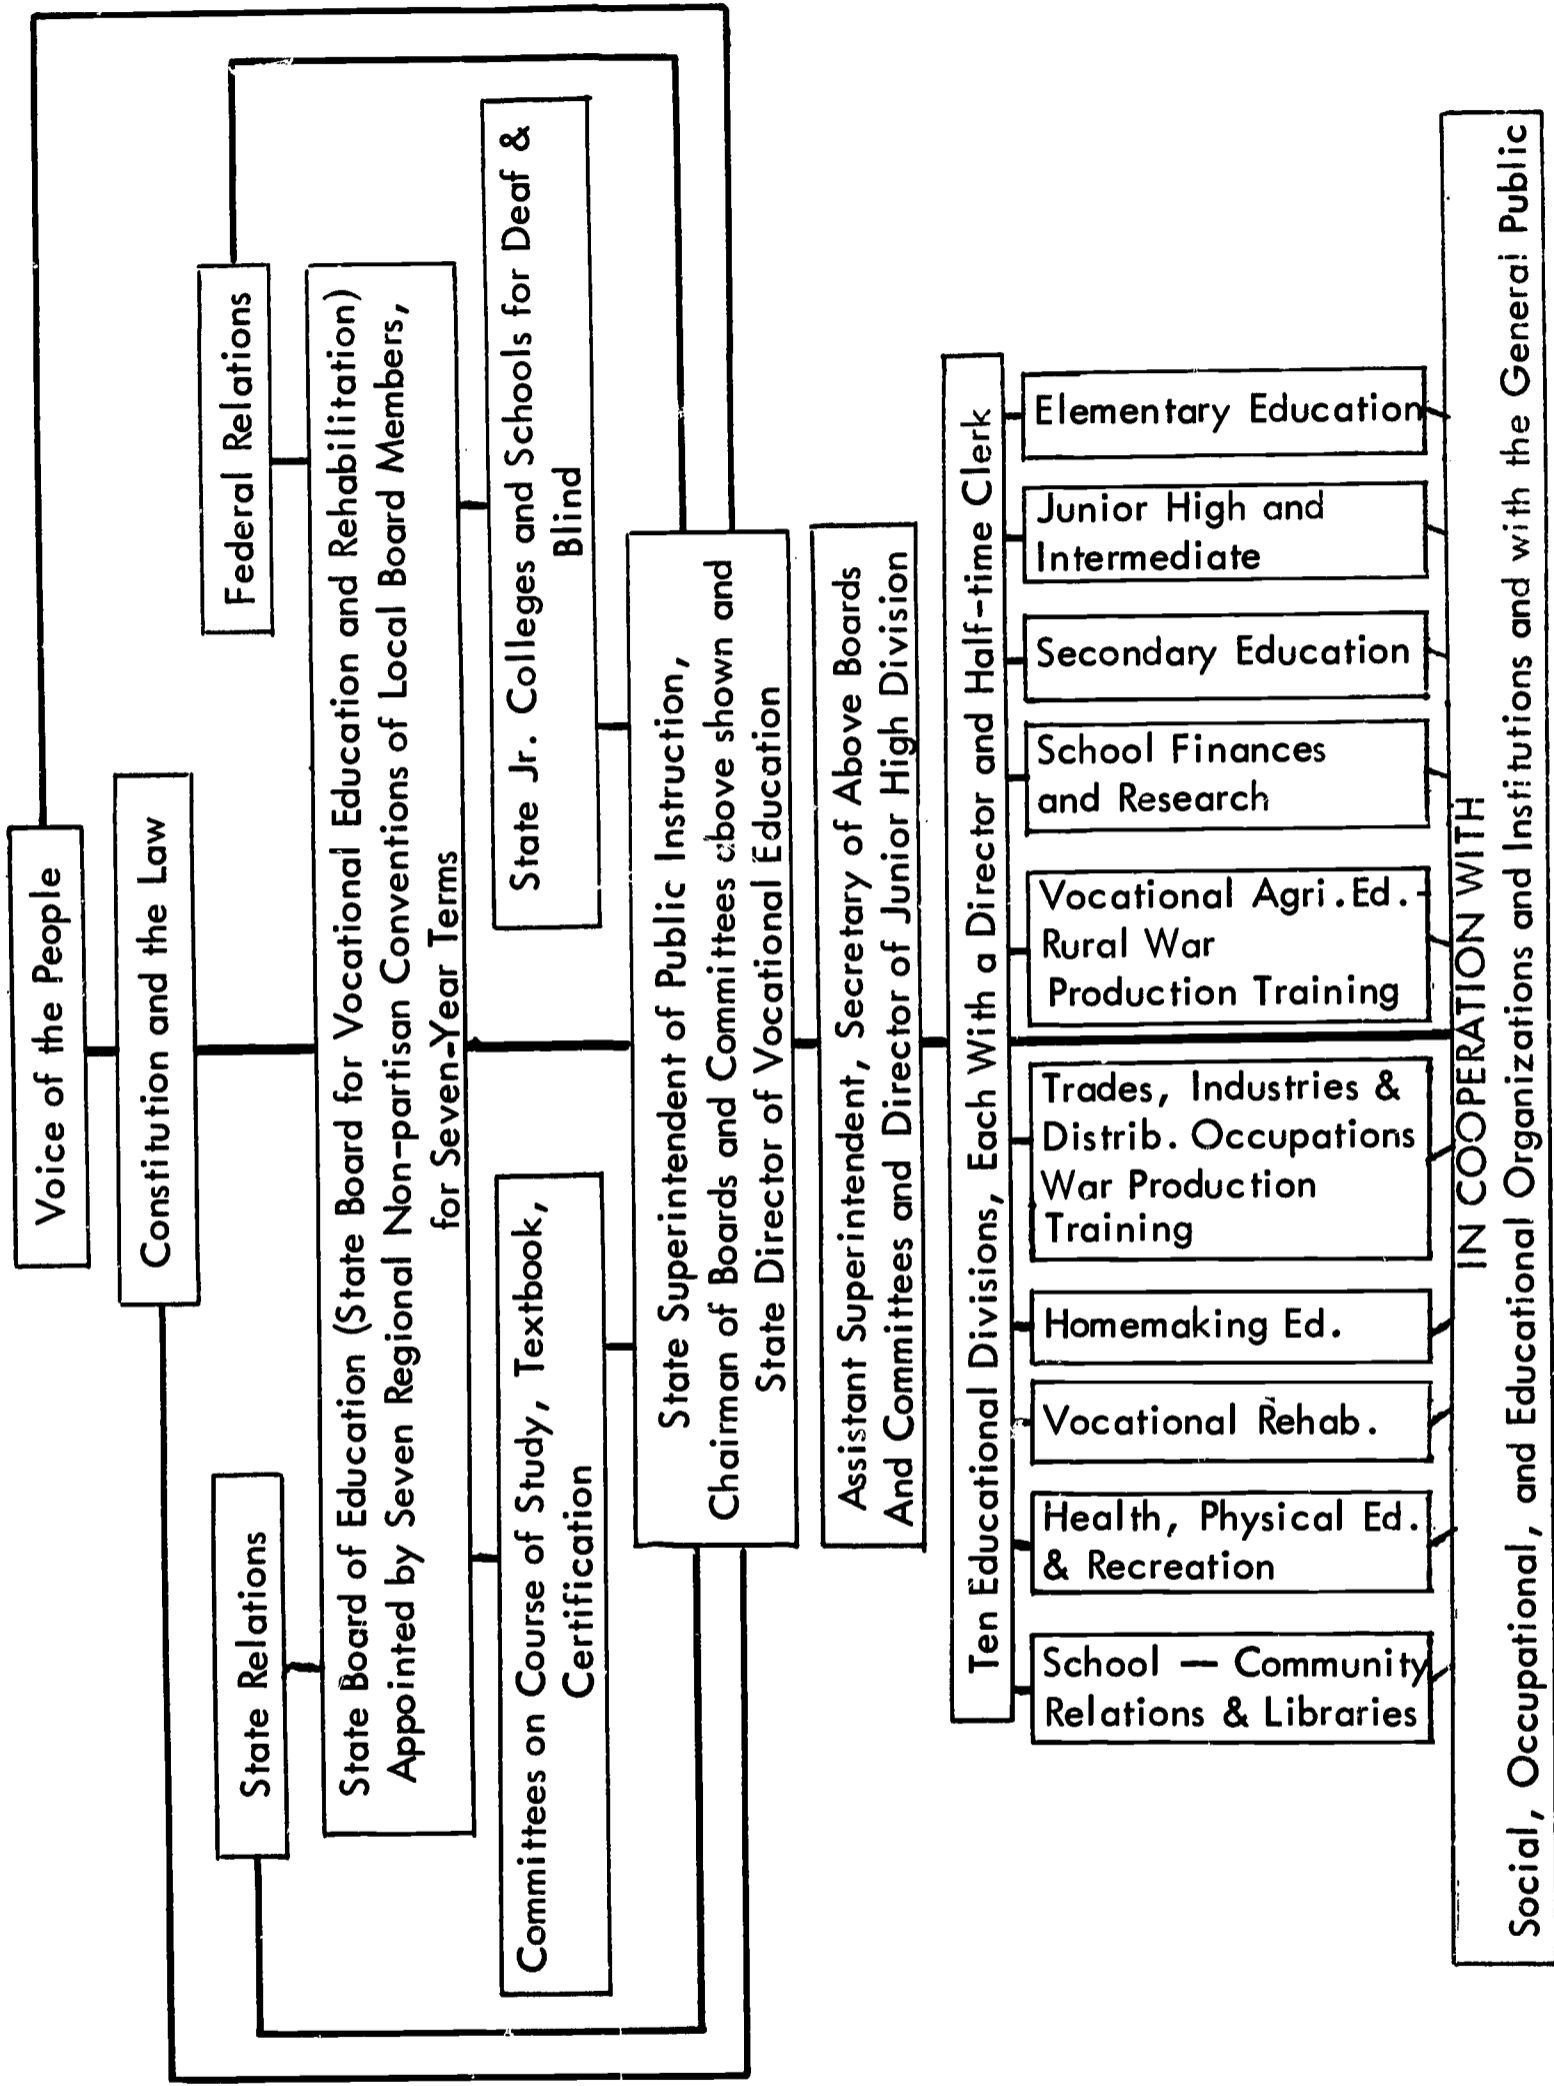 Voice of the People
Constitution and the Law
State Relations
Federal Relations
State Board of Education (State Board for Vocational Education and Rehabilitation)
Appointed by Seven Regional Non-partisan Conventions of Local Board Members,
for Seven-Year Terms
Committees on Course of Study, Textbook,
Certification
State Jr. Colleges and Schools for Deaf &
Blind
State Superintendent of Public Instruction,
Chairman of Boards and Committees above shown and
State Director of Vocational Education
Assistant Superintendent, Secretary of Above Boards
And Committees and Director of Junior High Division
Ten Educational Divisions, Each With a Director and Half-time Clerk
School — Community
Relations & Libraries
Health, Physical Ed.
& Recreation
Vocational Rehab.
Homemaking Ed.
Trades, Industries &
Distrib. Occupations
War Production
Training
Vocational Agri. Ed.-
Rural War
Production Training
School Finances
and Research
Secondary Education
Junior High and
Intermediate
Elementary Education
IN COOPERATION WITH
Social, Occupational, and Educational Organizations and Institutions and with the General Public